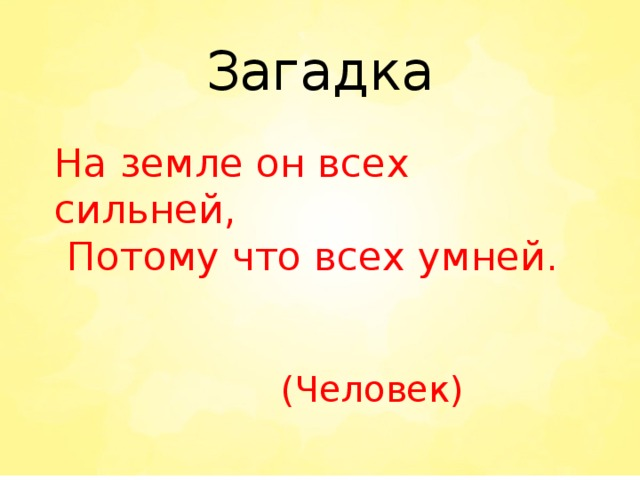 Загадка
На земле он всех
сильней,
Потому что всех умней.
(Человек)